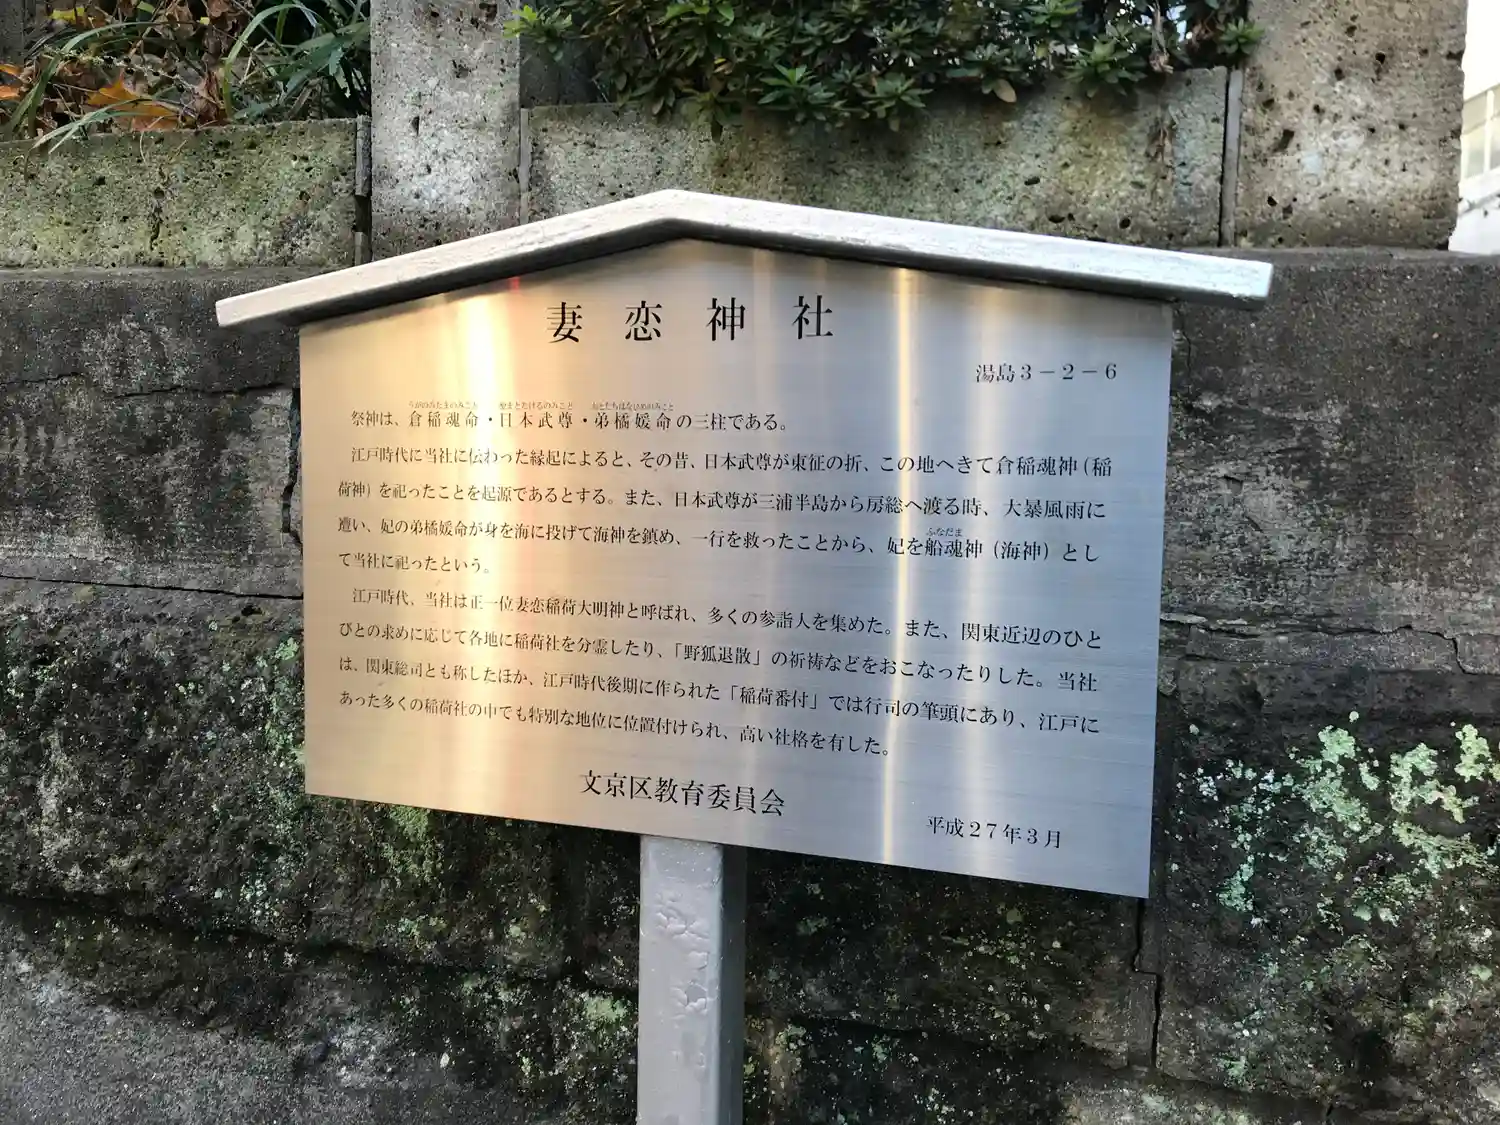 妻恋神社
湯島3-2-6
うがのみたまのみこと やまとたけるのみこと おとたちばなひめのみこと
祭神は、倉稲魂命・日本武尊・弟橘媛命の三柱である。
江戸時代に当社に伝わった縁起によると、その昔、日本武尊が東征の折、この地へきて倉稲魂神（稲
荷神）を祀ったことを起源であるとする。また、日本武尊が三浦半島から房総へ渡る時、大暴風雨に
遭い、妃の弟橘媛命が身を海に投げて海神を鎮め、一行を救ったことから、妃を船魂神（海神）とし
ふなだま
て当社に祀ったという。
江戸時代、当社は正一位妻恋稲荷大明神と呼ばれ、多くの参詣人を集めた。また、関東近辺のひと
びとの求めに応じて各地に稲荷社を分霊したり、「野狐退散」の祈祷などをおこなったりした。当社
は、関東総司とも称したほか、江戸時代後期に作られた「稲荷番付」では行司の筆頭にあり、江戸に
あった多くの稲荷社の中でも特別な地位に位置付けられ、高い社格を有した。
文京区教育委員会
平成27年3月